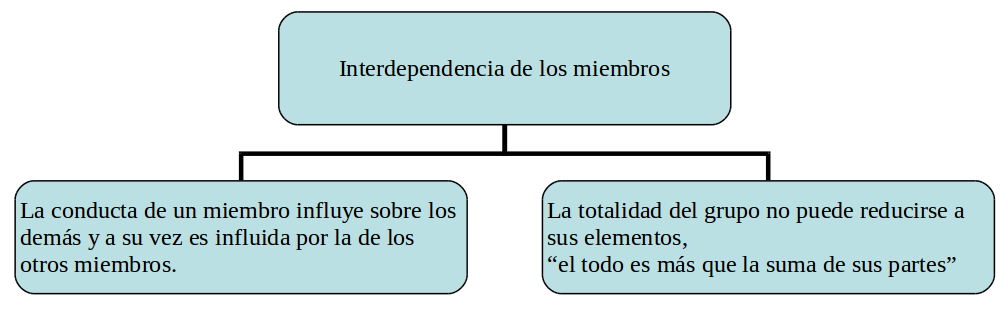 Interdependencia de los miembros
La conducta de un miembro influye sobre los
demás y a su vez es influida por la de los
otros miembros.
La totalidad del grupo no puede reducirse a
sus elementos,
“el todo es más que la suma de sus partes”